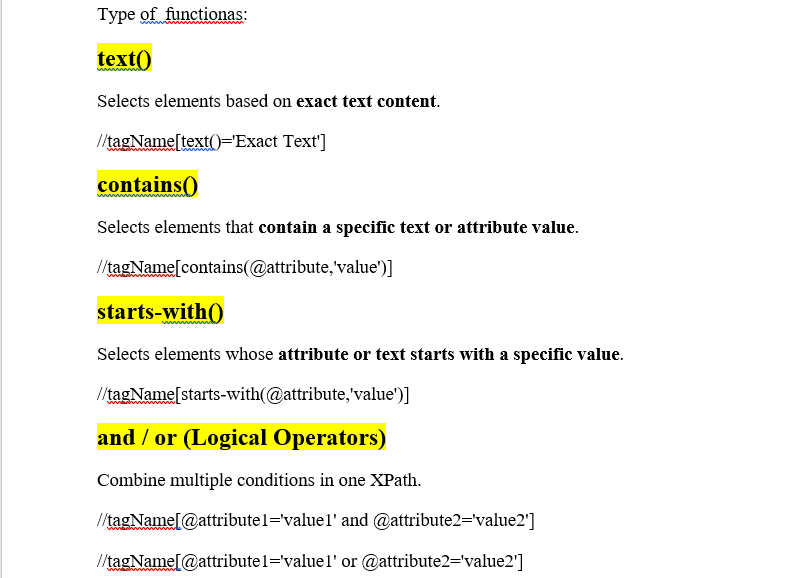 Type of functionas:
text()
Selects elements based on exact text content.
//tagName[text()='Exact Text']
contains()
Selects elements that contain a specific text or attribute value.
//tagName[contains(@attribute,'value')]
starts-with()
Selects elements whose attribute or text starts with a specific value.
//tagName[starts-with(@attribute,'value')]
and / or (Logical Operators)
Combine multiple conditions in one XPath.
//tagName[@attribute1='value1' and @attribute2='value2']
//tagName[@attribute1='value1' or @attribute2='value2']